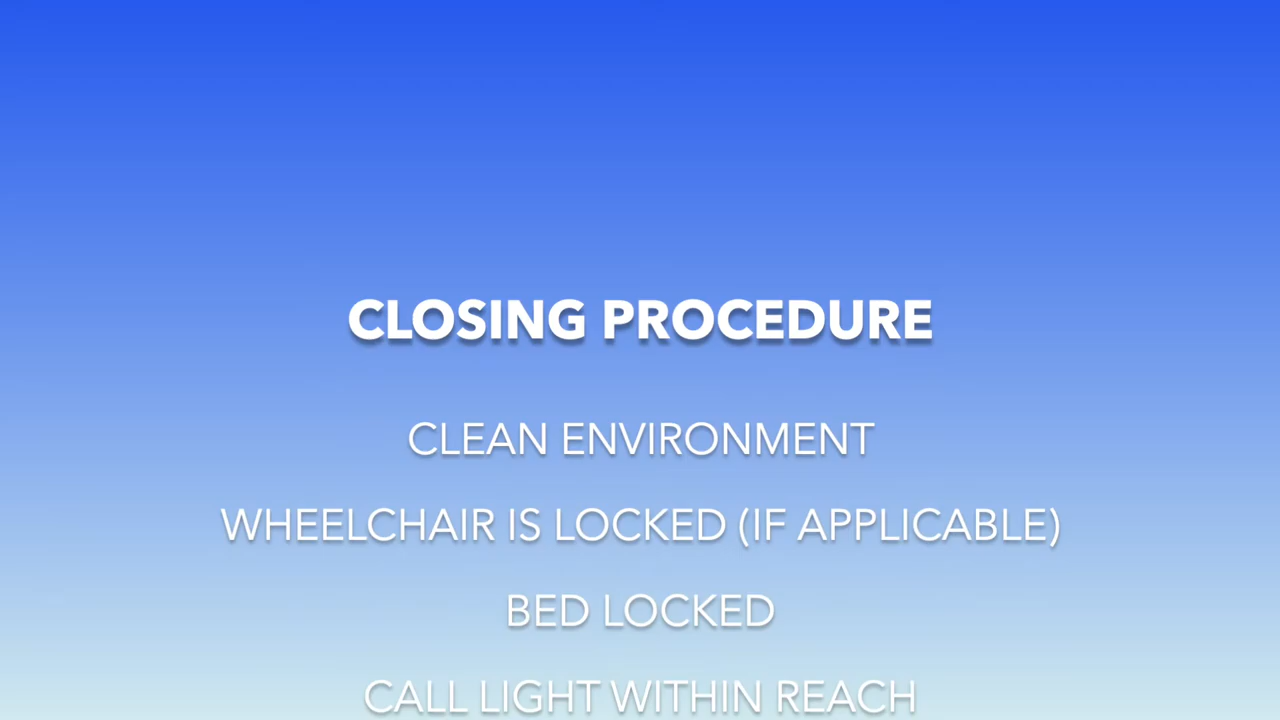 CLOSING PROCEDURE
CLEAN ENVIRONMENT
WHEELCHAIR IS LOCKED (IF APPLICABLE)
BED LOCKED
CALL LIGHT WITHIN REACH